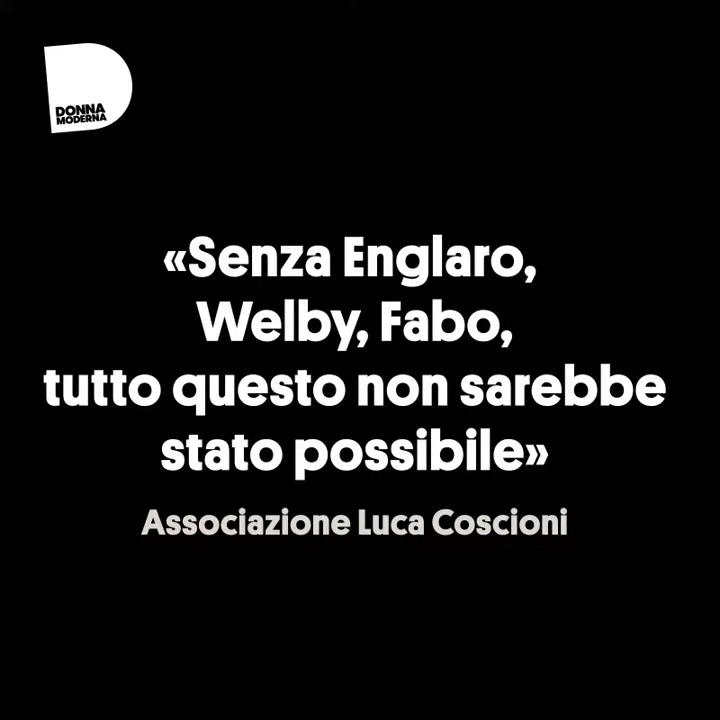 DONNA
MODERNA
«Senza Englaro,
Welby, Fabo,
tutto questo non sarebbe
stato possibile»
Associazione Luca Coscioni